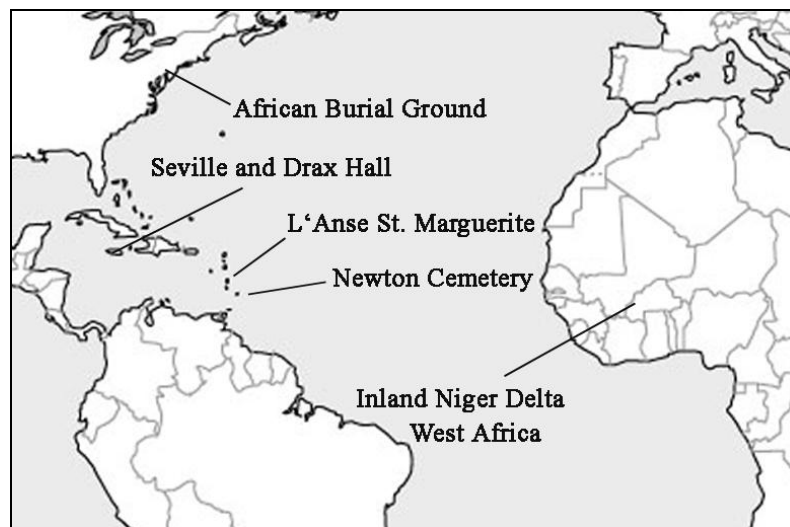 African Burial Ground
Seville and Drax Hall
L‘Anse St. Marguerite
Newton Cemetery
Inland Niger Delta
West Africa